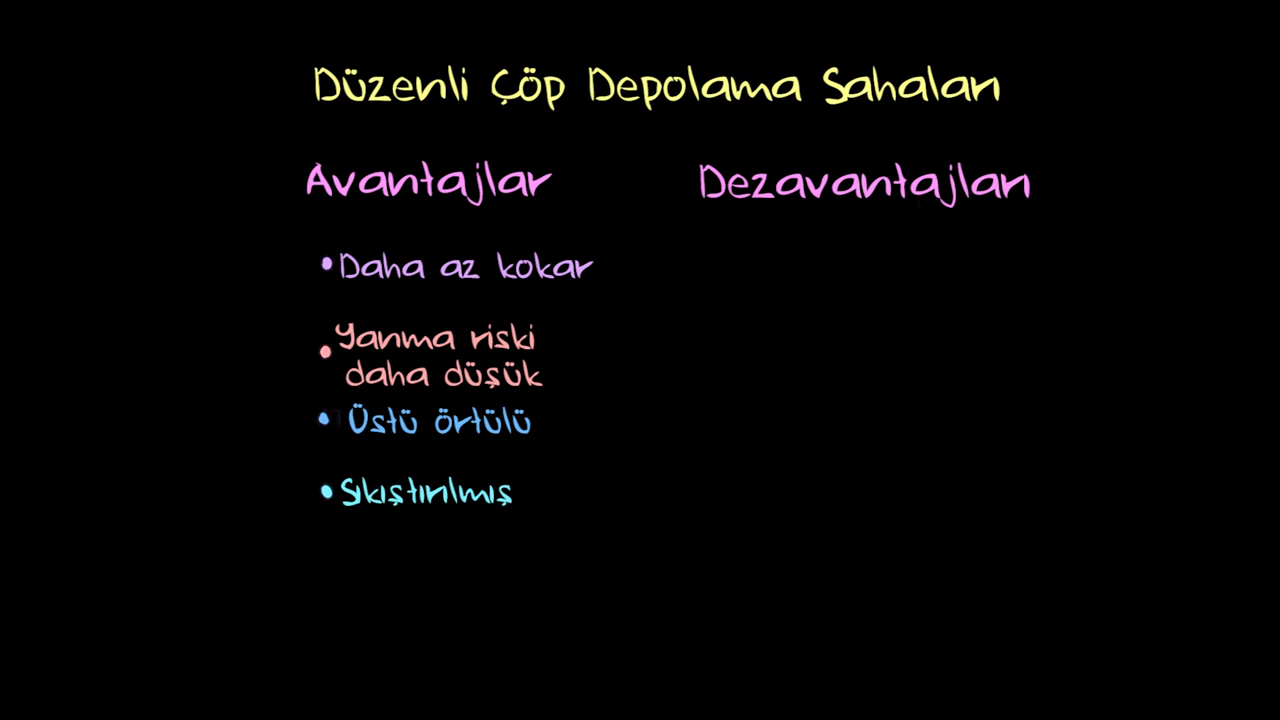 Düzenli Çöp Depolama Sahaları
Avantajlar
Dezavantajları
• Daha az kokar
• Yanma riski
daha düşük
• Üstü örtülü
• Sıkıştırılmış